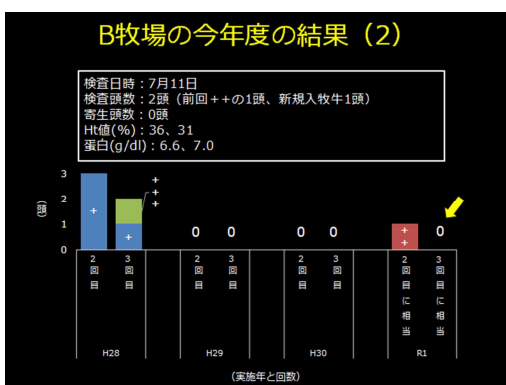 B牧場の今年度の結果（2）
検査日時：7月11日
検査頭数：2頭（前回++の1頭、新規入牧牛1頭）
寄生頭数：0頭
Ht値(%)：36、31
蛋白(g/dl)：6.6、7.0
(頭)
3
2
1
0
+
+
+++
0
0
0
0
++
0
2回目
3回目
2回目
3回目
2回目
3回目
2回目に相当
3回目に相当
H28
H29
H30
R1
（実施年と回数）